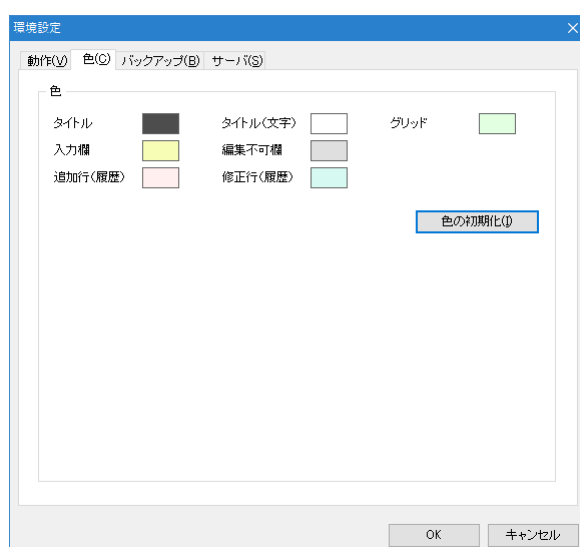 環境設定
動作(V) 色(C) バックアップ(B) サーバ(S)
色
タイトル タイトル(文字) グリッド
入力欄 編集不可欄
追加行(履歴) 修正行(履歴)
色の初期化(I)
OK キャンセル